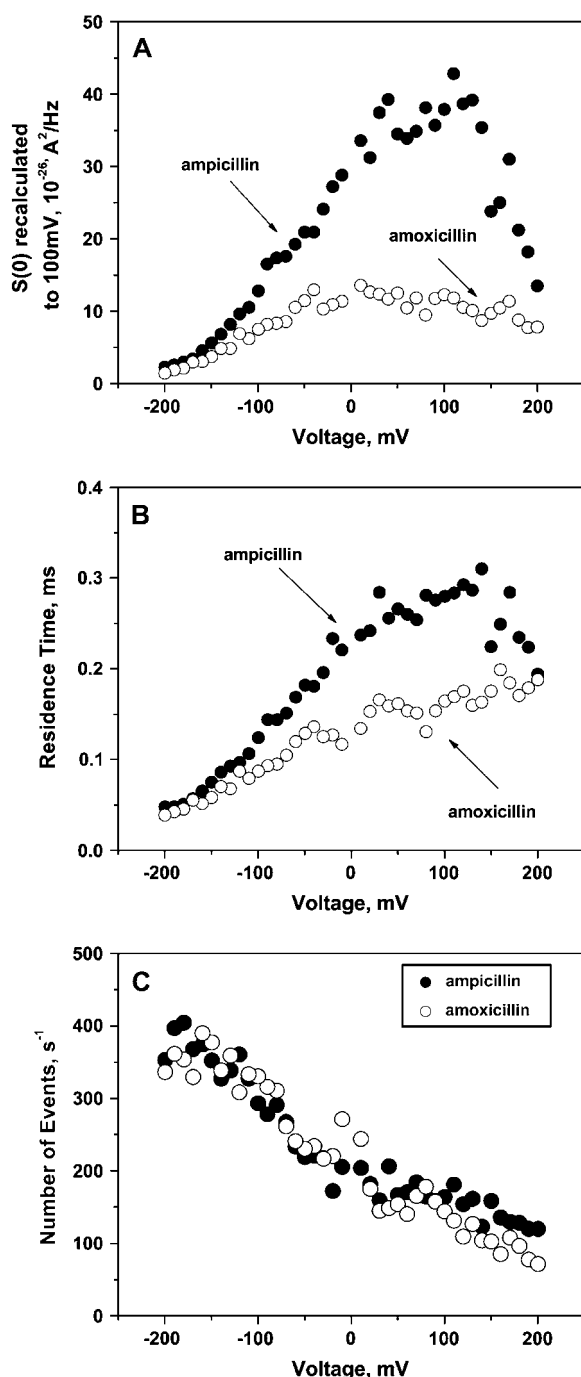 A
50
40
30
20
10
0
S(0) recalculated
to 100mV, 10⁻²⁶, A²/Hz
ampicillin
amoxicillin
-200 -100 0 100 200
Voltage, mV
B
0.4
0.3
0.2
0.1
0.0
Residence Time, ms
ampicillin
amoxicillin
-200 -100 0 100 200
Voltage, mV
C
500
400
300
200
100
0
Number of Events, s⁻¹
ampicillin
amoxicillin
-200 -100 0 100 200
Voltage, mV